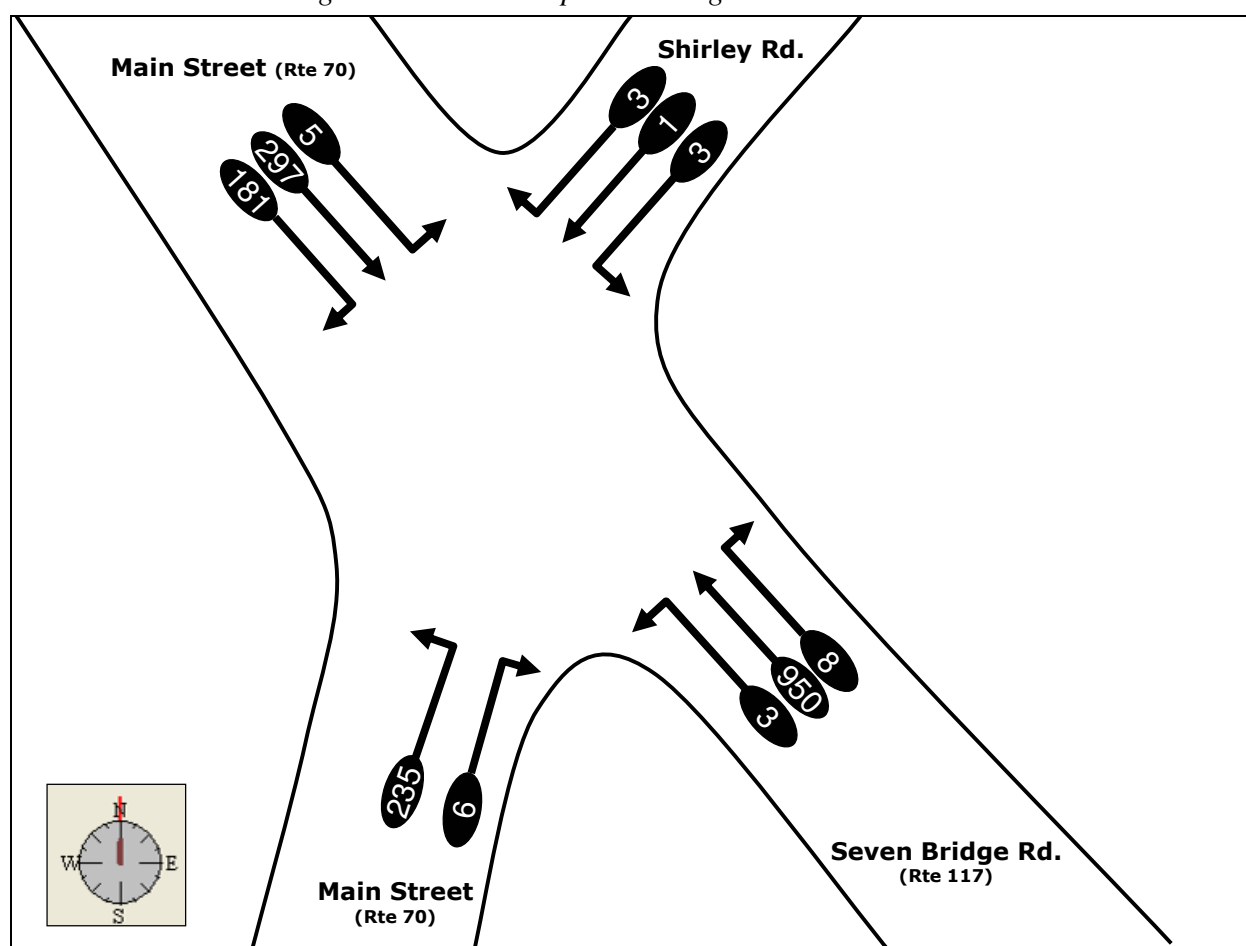 Main Street (Rte 70)
Shirley Rd.
5
297
181
3
1
3
8
950
3
235
6
N
W E
S
Main Street
(Rte 70)
Seven Bridge Rd.
(Rte 117)